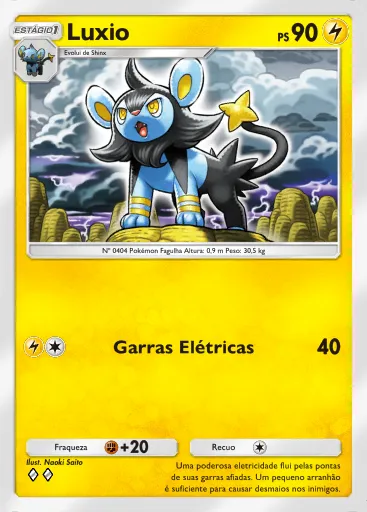 ESTÁGIO 1
Luxio
PS 90
Evolui de Shinx
Nº 0404 Pokémon Fagulha Altura: 0,9 m Peso: 30,5 kg
Garras Elétricas 40
Fraqueza +20 Recuo
Ilust. Naoki Saito
Uma poderosa eletricidade flui pelas pontas
de suas garras afiadas. Um pequeno arranhão
é suficiente para causar desmaios nos inimigos.